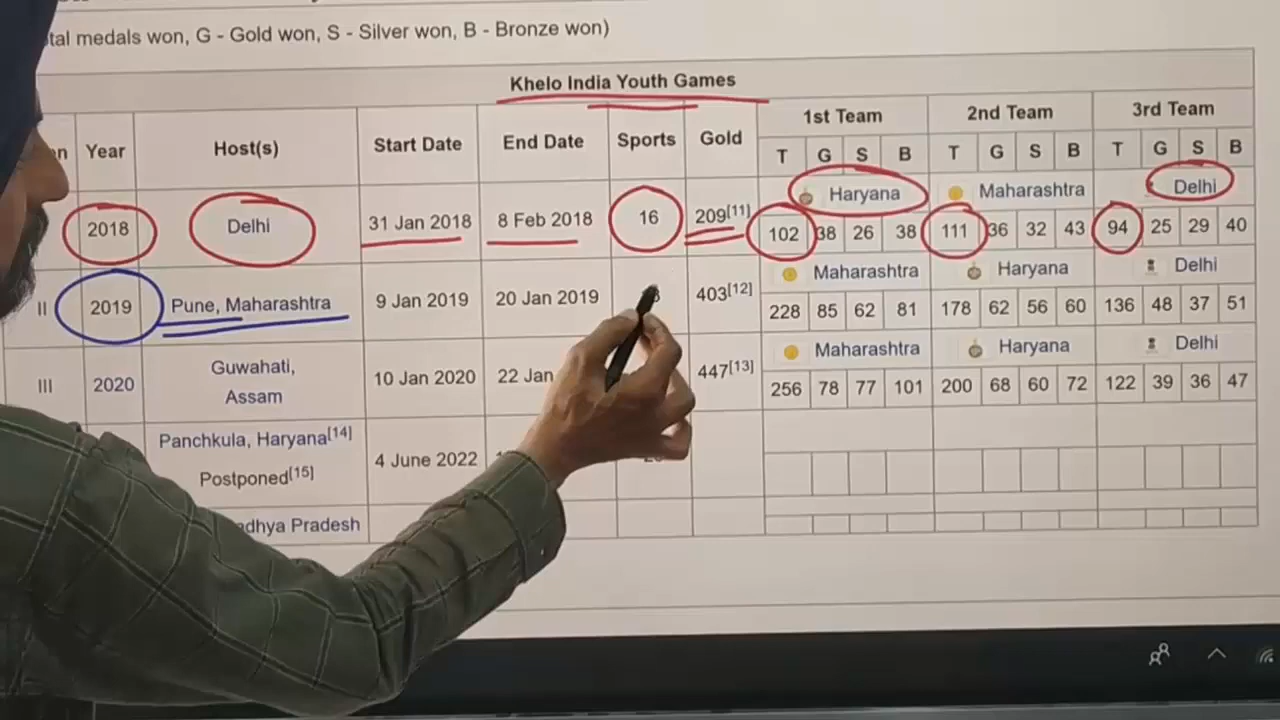 tal medals won, G - Gold won, S - Silver won, B - Bronze won)
Khelo India Youth Games
Year Host(s) Start Date End Date Sports Gold 1st Team 2nd Team 3rd Team
T G S B T G S B T G S B
2018 Delhi 31 Jan 2018 8 Feb 2018 16 209[11] Haryana Maharashtra Delhi
102 38 26 38 111 36 32 43 94 25 29 40
II 2019 Pune, Maharashtra 9 Jan 2019 20 Jan 2019 403[12] Maharashtra Haryana Delhi
228 85 62 81 178 62 56 60 136 48 37 51
III 2020 Guwahati, Assam 10 Jan 2020 22 Jan 447[13] Maharashtra Haryana Delhi
256 78 77 101 200 68 60 72 122 39 36 47
Panchkula, Haryana[14]
Postponed[15] 4 June 2022
adhya Pradesh